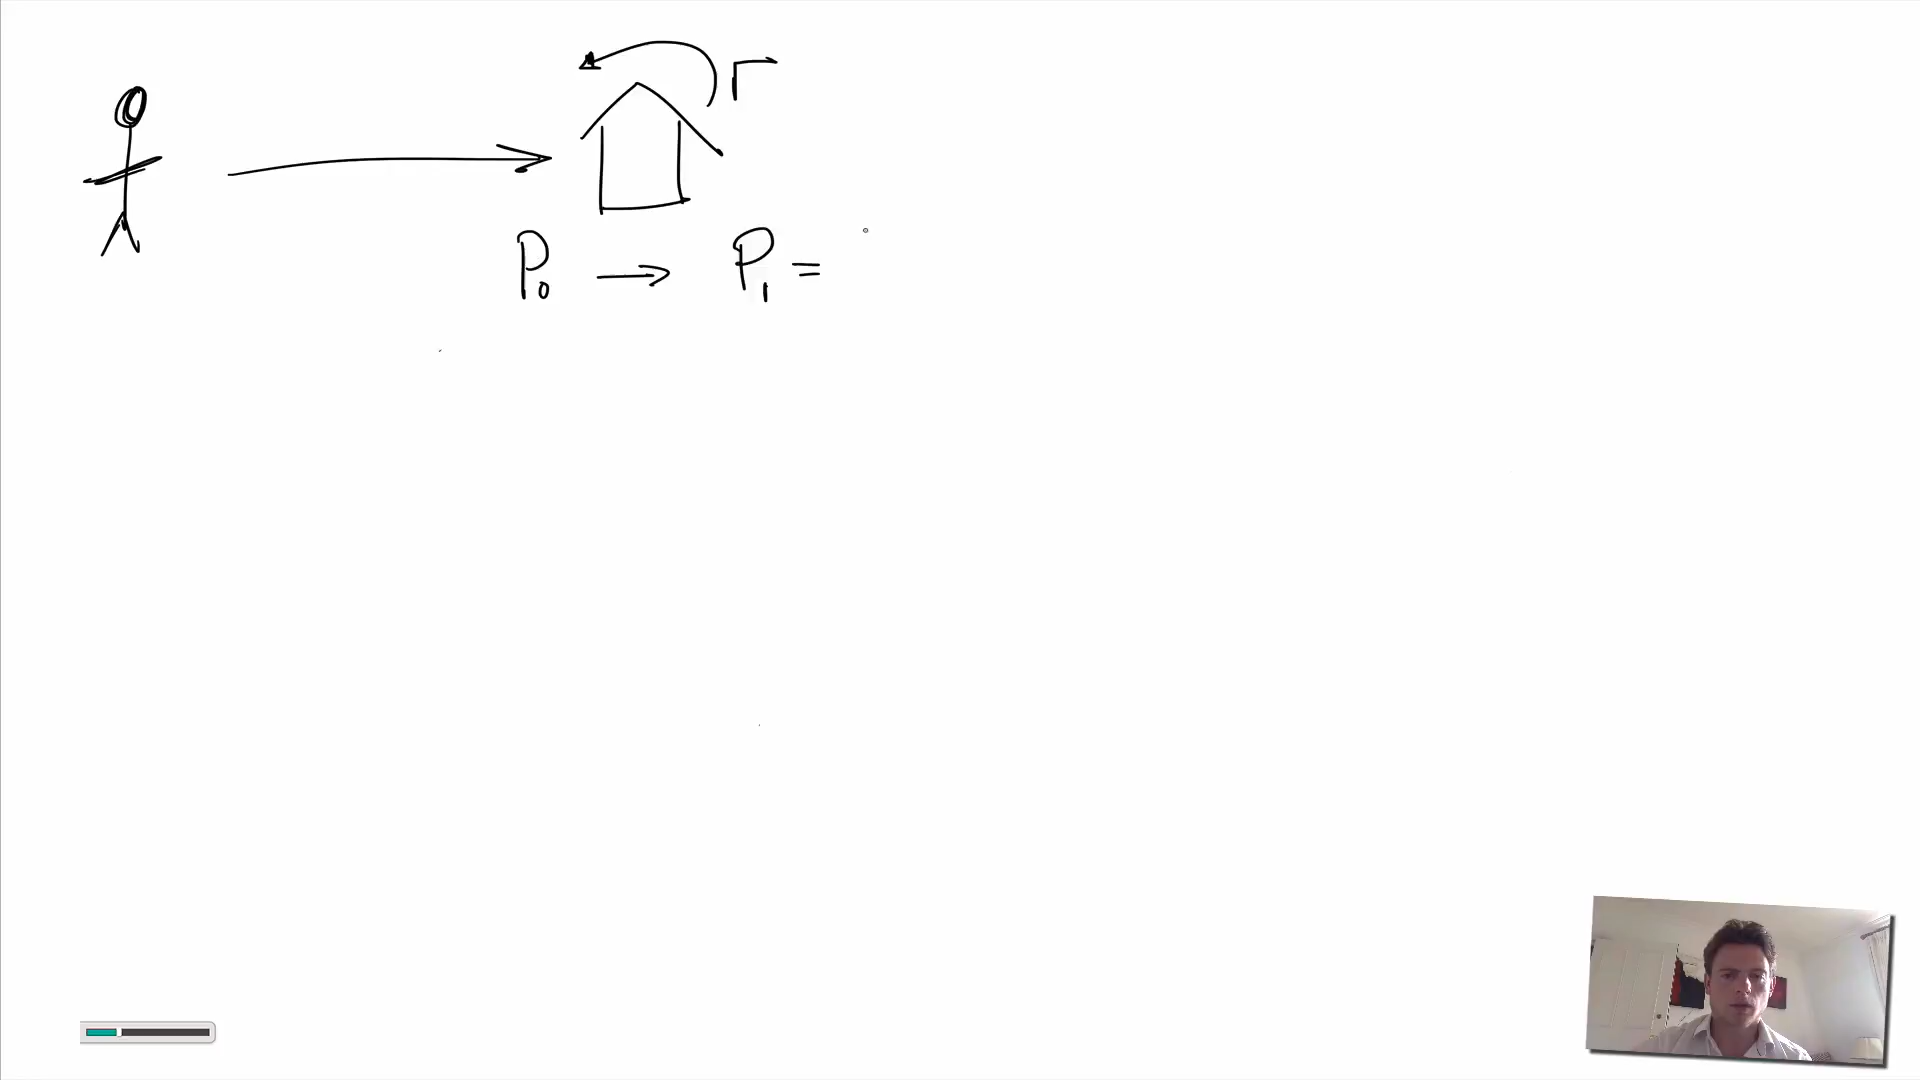 r
P₀ → P₁ =